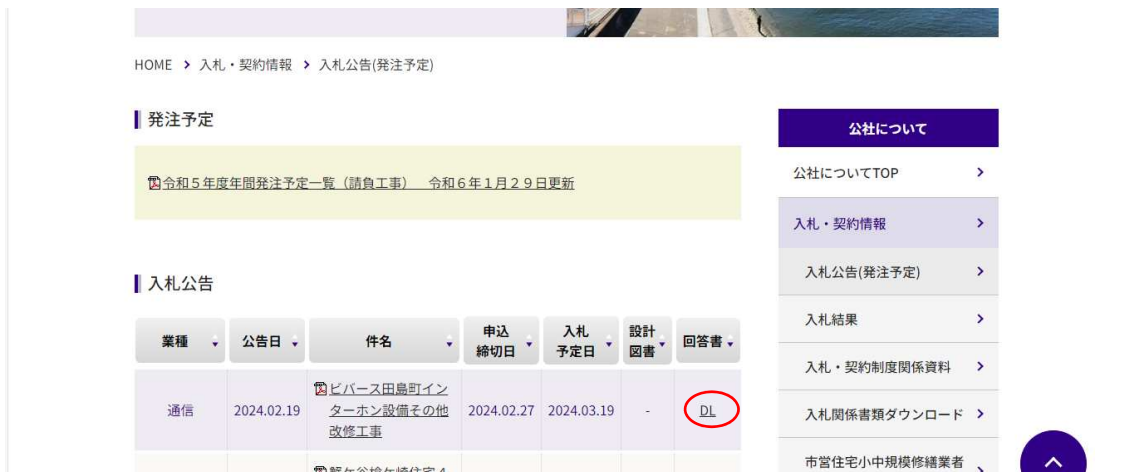 HOME > 入札・契約情報 > 入札公告(発注予定)
発注予定
令和５年度年間発注予定一覧（請負工事）　令和６年１月２９日更新
入札公告
業種 公告日 件名 申込締切日 入札予定日 設計図書 回答書
通信 2024.02.19 ビバース田島町イン 2024.02.27 2024.03.19 - DL
ターホン設備その他
改修工事
公社について
公社についてTOP
入札・契約情報
入札公告(発注予定)
入札結果
入札・契約制度関係資料
入札関係書類ダウンロード
市営住宅小中規模修繕業者